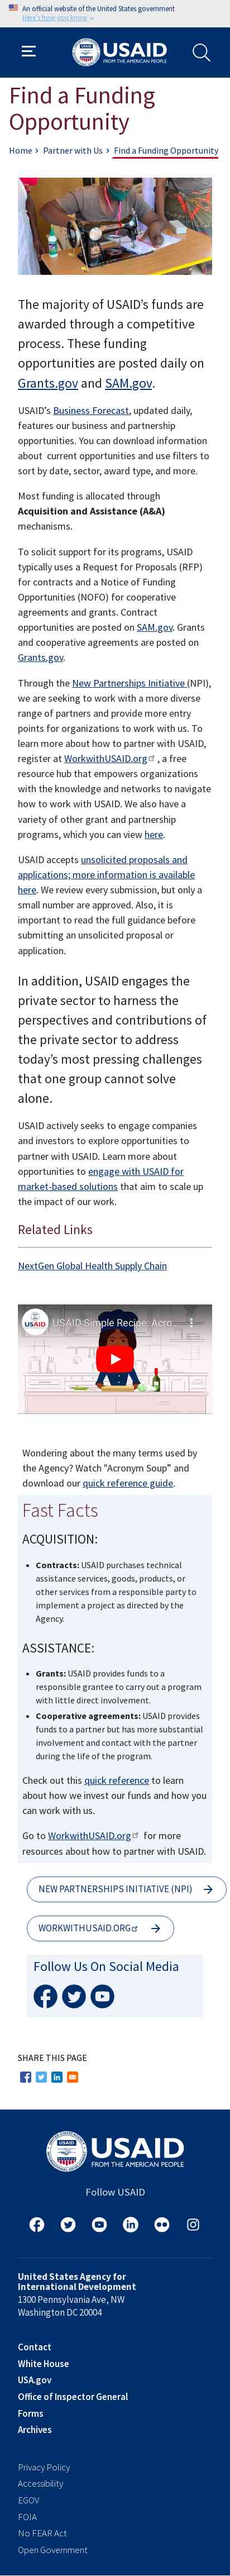 An official website of the United States government
Here's how you know
USAID
FROM THE AMERICAN PEOPLE
Find a Funding
Opportunity
Home › Partner with Us › Find a Funding Opportunity
The majority of USAID’s funds are
awarded through a competitive
process. These funding
opportunities are posted daily on
Grants.gov and SAM.gov.
USAID’s Business Forecast, updated daily,
features our business and partnership
opportunities. You can download information
about current opportunities and use filters to
sort by date, sector, award type, and more.
Most funding is allocated through
Acquisition and Assistance (A&A)
mechanisms.
To solicit support for its programs, USAID
typically uses a Request for Proposals (RFP)
for contracts and a Notice of Funding
Opportunities (NOFO) for cooperative
agreements and grants. Contract
opportunities are posted on SAM.gov. Grants
and cooperative agreements are posted on
Grants.gov.
Through the New Partnerships Initiative (NPI),
we are seeking to work with a more diverse
range of partners and provide more entry
points for organizations to work with us. To
learn more about how to partner with USAID,
register at WorkwithUSAID.org , a free
resource hub that empowers organizations
with the knowledge and networks to navigate
how to work with USAID. We also have a
variety of other grant and partnership
programs, which you can view here.
USAID accepts unsolicited proposals and
applications; more information is available
here. We review every submission, but only a
small number are approved. Also, it is
important to read the full guidance before
submitting an unsolicited proposal or
application.
In addition, USAID engages the
private sector to harness the
perspectives and contributions of
the private sector to address
today’s most pressing challenges
that one group cannot solve
alone.
USAID actively seeks to engage companies
and investors to explore opportunities to
partner with USAID. Learn more about
opportunities to engage with USAID for
market-based solutions that aim to scale up
the impact of our work.
Related Links
NextGen Global Health Supply Chain
USAID
USAID Simple Recipe: Acro...
Wondering about the many terms used by
the Agency? Watch "Acronym Soup” and
download our quick reference guide.
Fast Facts
ACQUISITION:
• Contracts: USAID purchases technical
assistance services, goods, products, or
other services from a responsible party to
implement a project as directed by the
Agency.
ASSISTANCE:
• Grants: USAID provides funds to a
responsible grantee to carry out a program
with little direct involvement.
• Cooperative agreements: USAID provides
funds to a partner but has more substantial
involvement and contact with the partner
during the life of the program.
Check out this quick reference to learn
about how we invest our funds and how you
can work with us.
Go to WorkwithUSAID.org for more
information about how to partner with USAID.
NEW PARTNERSHIPS INITIATIVE (NPI)
WORKWITHUSAID.ORG
Follow Us On Social Media
SHARE THIS PAGE
USAID
FROM THE AMERICAN PEOPLE
Follow USAID
United States Agency for
International Development
1300 Pennsylvania Ave, NW
Washington DC 20004
Contact
White House
USA.gov
Office of Inspector General
Forms
Archives
Privacy Policy
Accessibility
EGOV
FOIA
No FEAR Act
Open Government